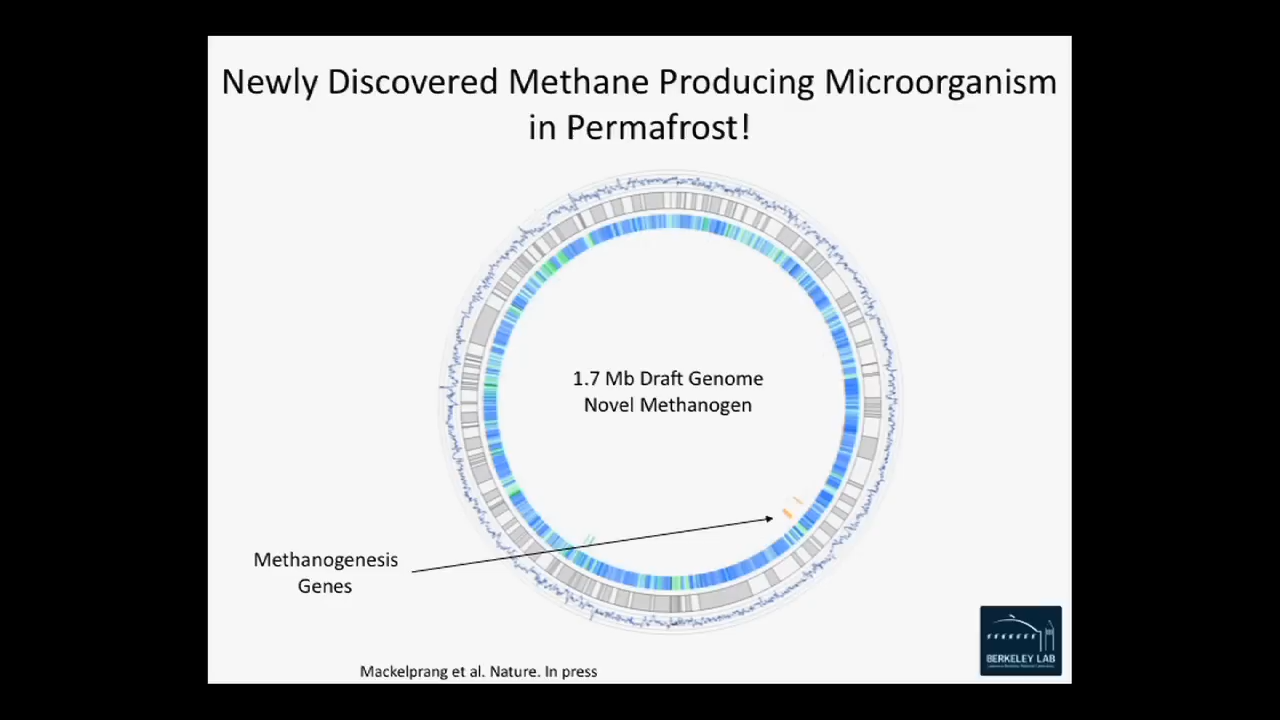 Newly Discovered Methane Producing Microorganism
in Permafrost!
1.7 Mb Draft Genome
Novel Methanogen
Methanogenesis
Genes
Mackelprang et al. Nature. In press
BERKELEY LAB